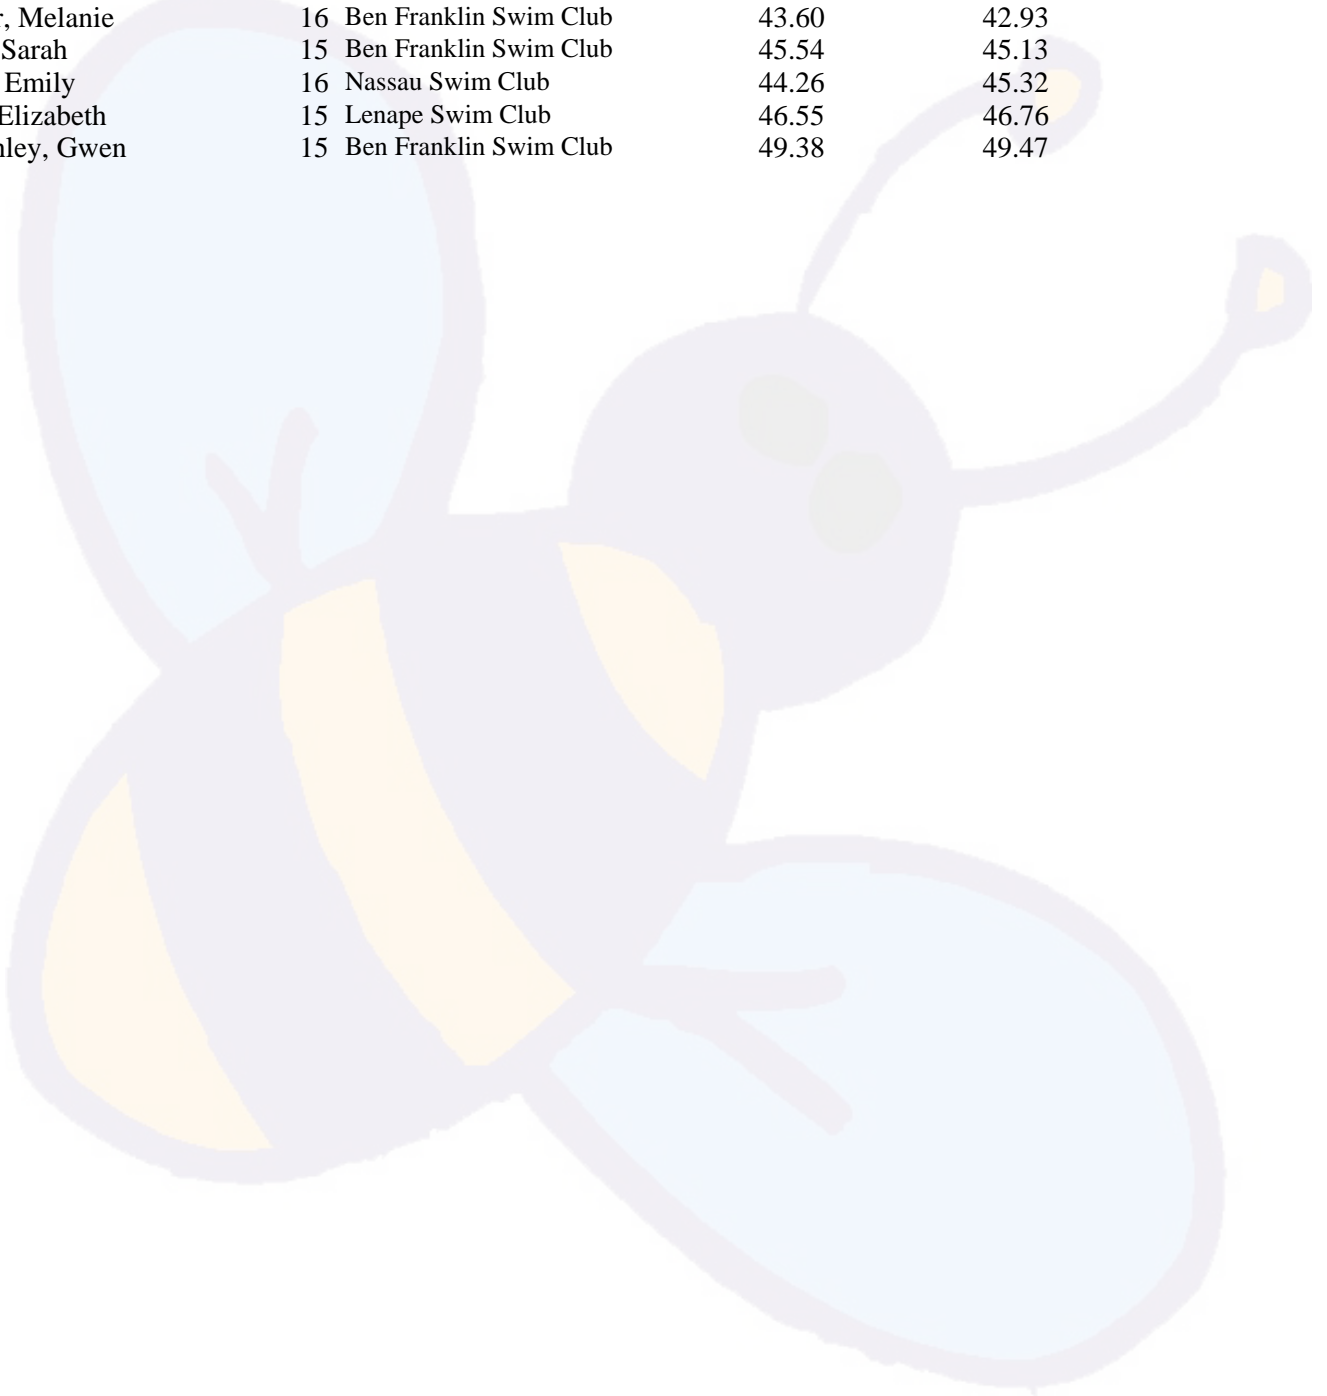 Melanie 16 Ben Franklin Swim Club 43.60 42.93
Sarah 15 Ben Franklin Swim Club 45.54 45.13
Emily 16 Nassau Swim Club 44.26 45.32
Elizabeth 15 Lenape Swim Club 46.55 46.76
Gwen 15 Ben Franklin Swim Club 49.38 49.47